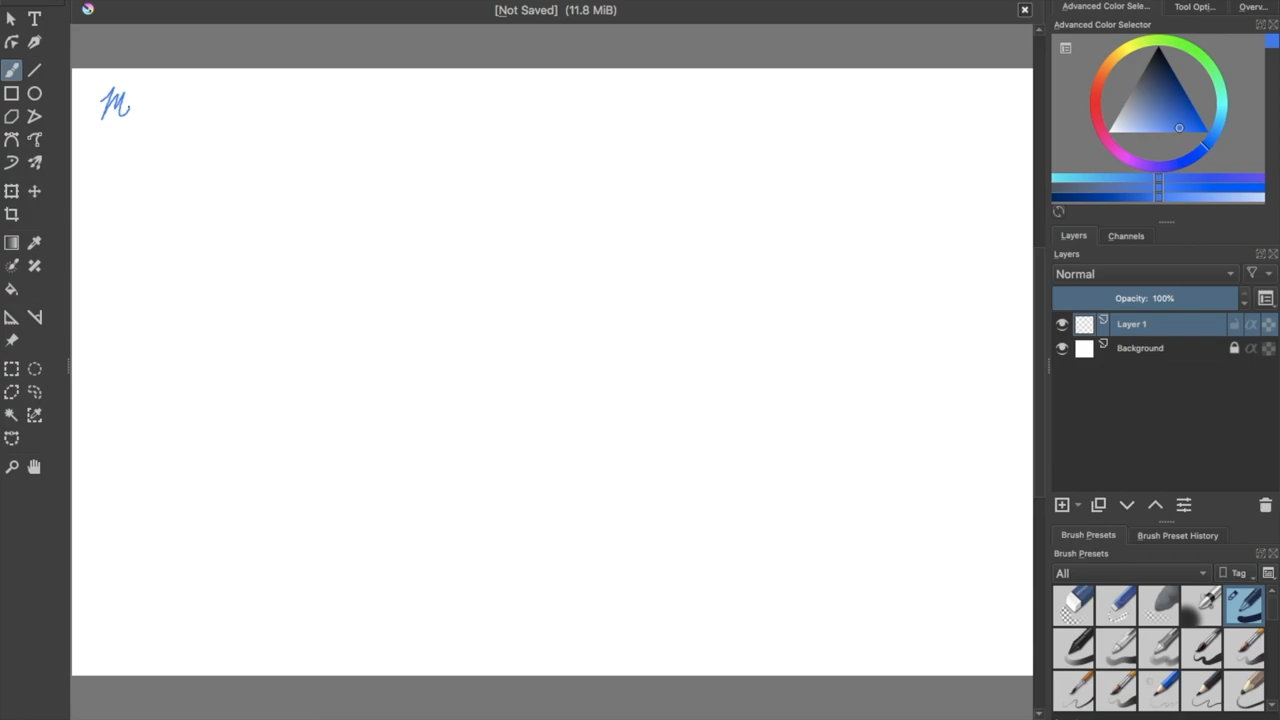 [Not Saved] (11.8 MiB)
Advanced Color Sele...
Tool Opti...
Overv...
Advanced Color Selector
M
Layers
Channels
Layers
Normal
Opacity: 100%
Layer 1
Background
Brush Presets
Brush Preset History
Brush Presets
All
Tag